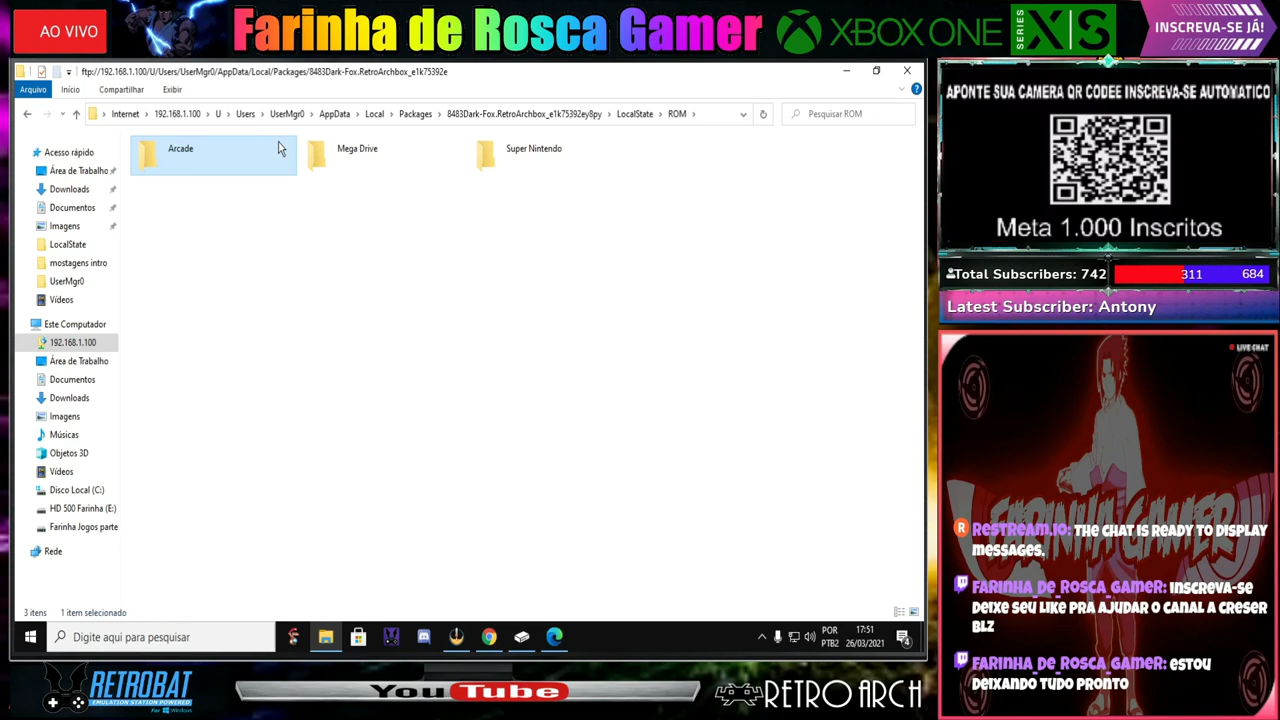 AO VIVO
Farinha de Rosca Gamer
XBOX ONE
SERIES X|S
INSCREVA-SE JÁ!
ftp://192.168.1.100/U/Users/UserMgr0/AppData/Local/Packages/8483Dark-Fox.RetroArchbox_e1k75392e
Arquivo
Início
Compartilhar
Exibir
Internet > 192.168.1.100 > U > Users > UserMgr0 > AppData > Local > Packages > 8483Dark-Fox.RetroArchbox_e1k75392ey8py > LocalState > ROM >
Pesquisar ROM
Arcade
Mega Drive
Super Nintendo
Acesso rápido
Área de Trabalho
Downloads
Documentos
Imagens
LocalState
mostagens intro
UserMgr0
Vídeos
Este Computador
192.168.1.100
Área de Trabalho
Documentos
Downloads
Imagens
Músicas
Objetos 3D
Vídeos
Disco Local (C:)
HD 500 Farinha (E:)
Farinha Jogos parte
Rede
3 itens
1 item selecionado
Digite aqui para pesquisar
POR
PTB2
17:51
26/03/2021
4
APONTE SUA CAMERA QR CODEE INSCREVA-SE AUTOMATICO
Meta 1.000 Inscritos
Total Subscribers: 742
311
684
Latest Subscriber: Antony
LIVE CHAT
FARINHA GAMER
Restream.io: The chat is ready to display
messages.
Farinha_de_Rosca_Gamer: Inscreva-se
deixe seu like pra ajudar o canal a creser
blz
Farinha_de_Rosca_Gamer: estou
deixando tudo pronto
RETROBAT
EMULATION STATION POWERED
for Windows
YouTube
RETRO ARCH